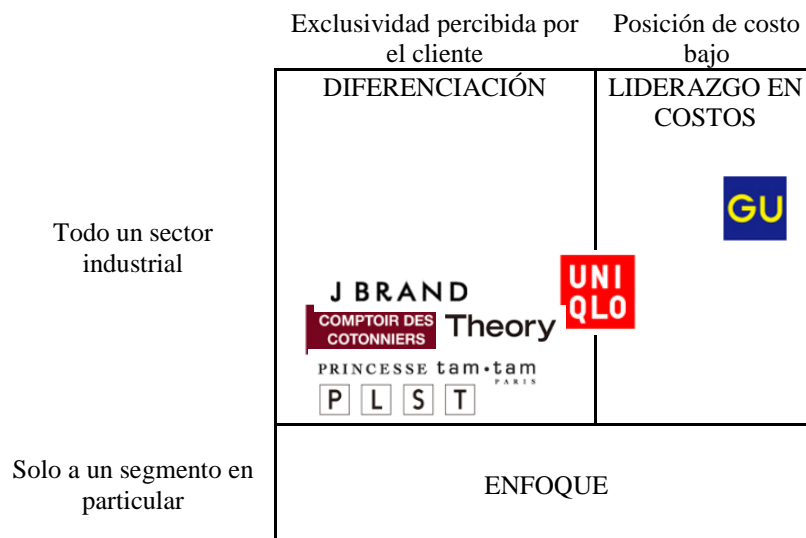 Exclusividad percibida por
el cliente
Posición de costo
bajo
DIFERENCIACIÓN
LIDERAZGO EN
COSTOS
Todo un sector
industrial
GU
UNI
QLO
J BRAND
COMPTOIR DES
COTONNIERS
Theory
PRINCESSE tam•tam
PARIS
P L S T
Solo a un segmento en
particular
ENFOQUE